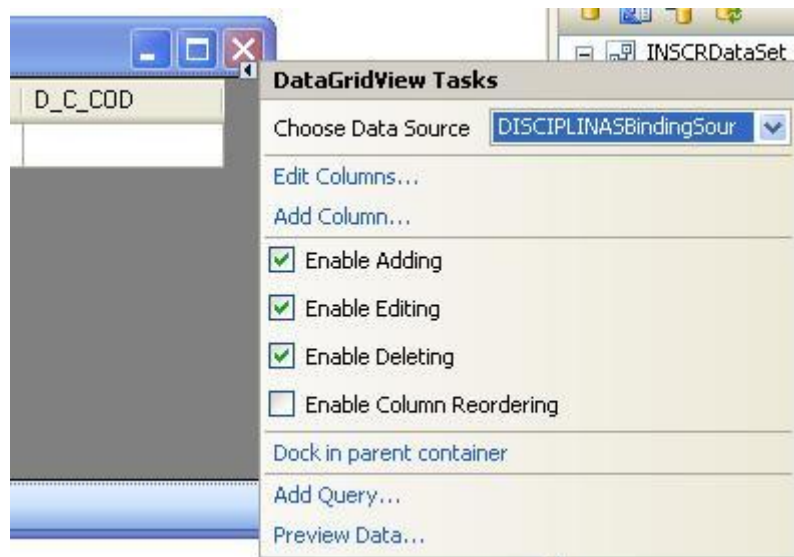 INSCRDataSet
D_C_COD
DataGridView Tasks
Choose Data Source DISCIPLINASBindingSour
Edit Columns...
Add Column...
Enable Adding
Enable Editing
Enable Deleting
Enable Column Reordering
Dock in parent container
Add Query...
Preview Data...